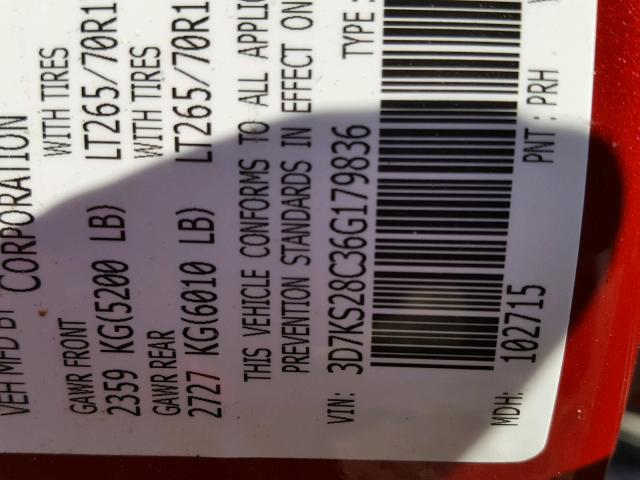 VEH MFD BY
CORPORATION
GAWR FRONT WITH TIRES
2359 KG(5200 LB) LT265/70R1
GAWR REAR WITH TIRES
2727 KG(6010 LB) LT265/70R1
THIS VEHICLE CONFORMS TO ALL APPLIC
PREVENTION STANDARDS IN EFFECT ON
VIN: 3D7KS28C36G179836 TYPE:
MDH: 102715 PNT: PRH